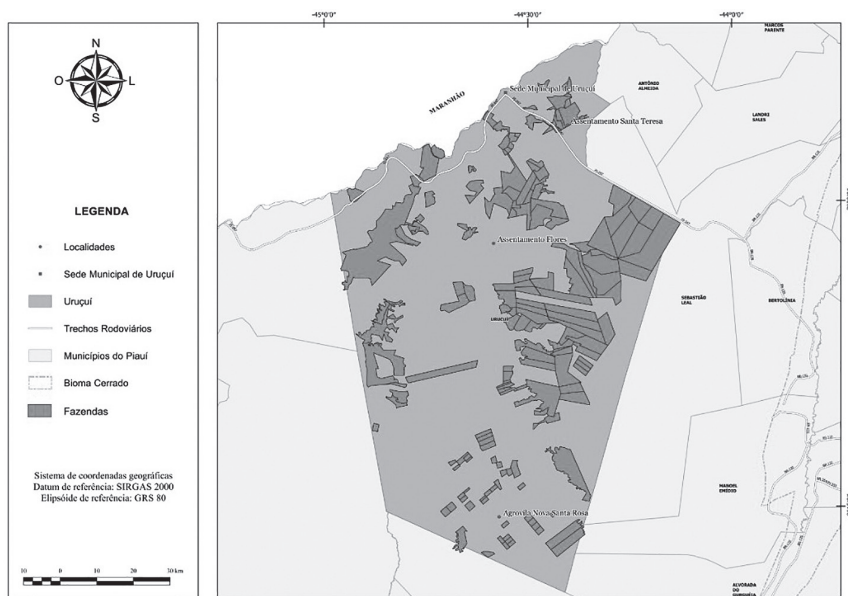 N
O
L
S
LEGENDA
Localidades
Sede Municipal de Uruçuí
Uruçuí
Trechos Rodoviários
Municípios do Piauí
Bioma Cerrado
Fazendas
Sistema de coordenadas geográficas
Datum de referência: SIRGAS 2000
Elipsóide de referência: GRS 80
10 0 10 20 30 km
-45°0'0" -44°30'0" -44°0'0"
MARCOS
PARENTE
MARANHÃO
Sede Municipal de Uruçuí
ANTÔNIO
ALMEIDA
LANDRI
SALES
Assentamento Santa Teresa
Assentamento Flores
SEBASTIÃO
LEAL
BERTOLÍNIA
URUÇUÍ
MANOEL
EMÍDIO
Agrovila Nova Santa Rosa
ALVORADA
DO
GURGUÉIA